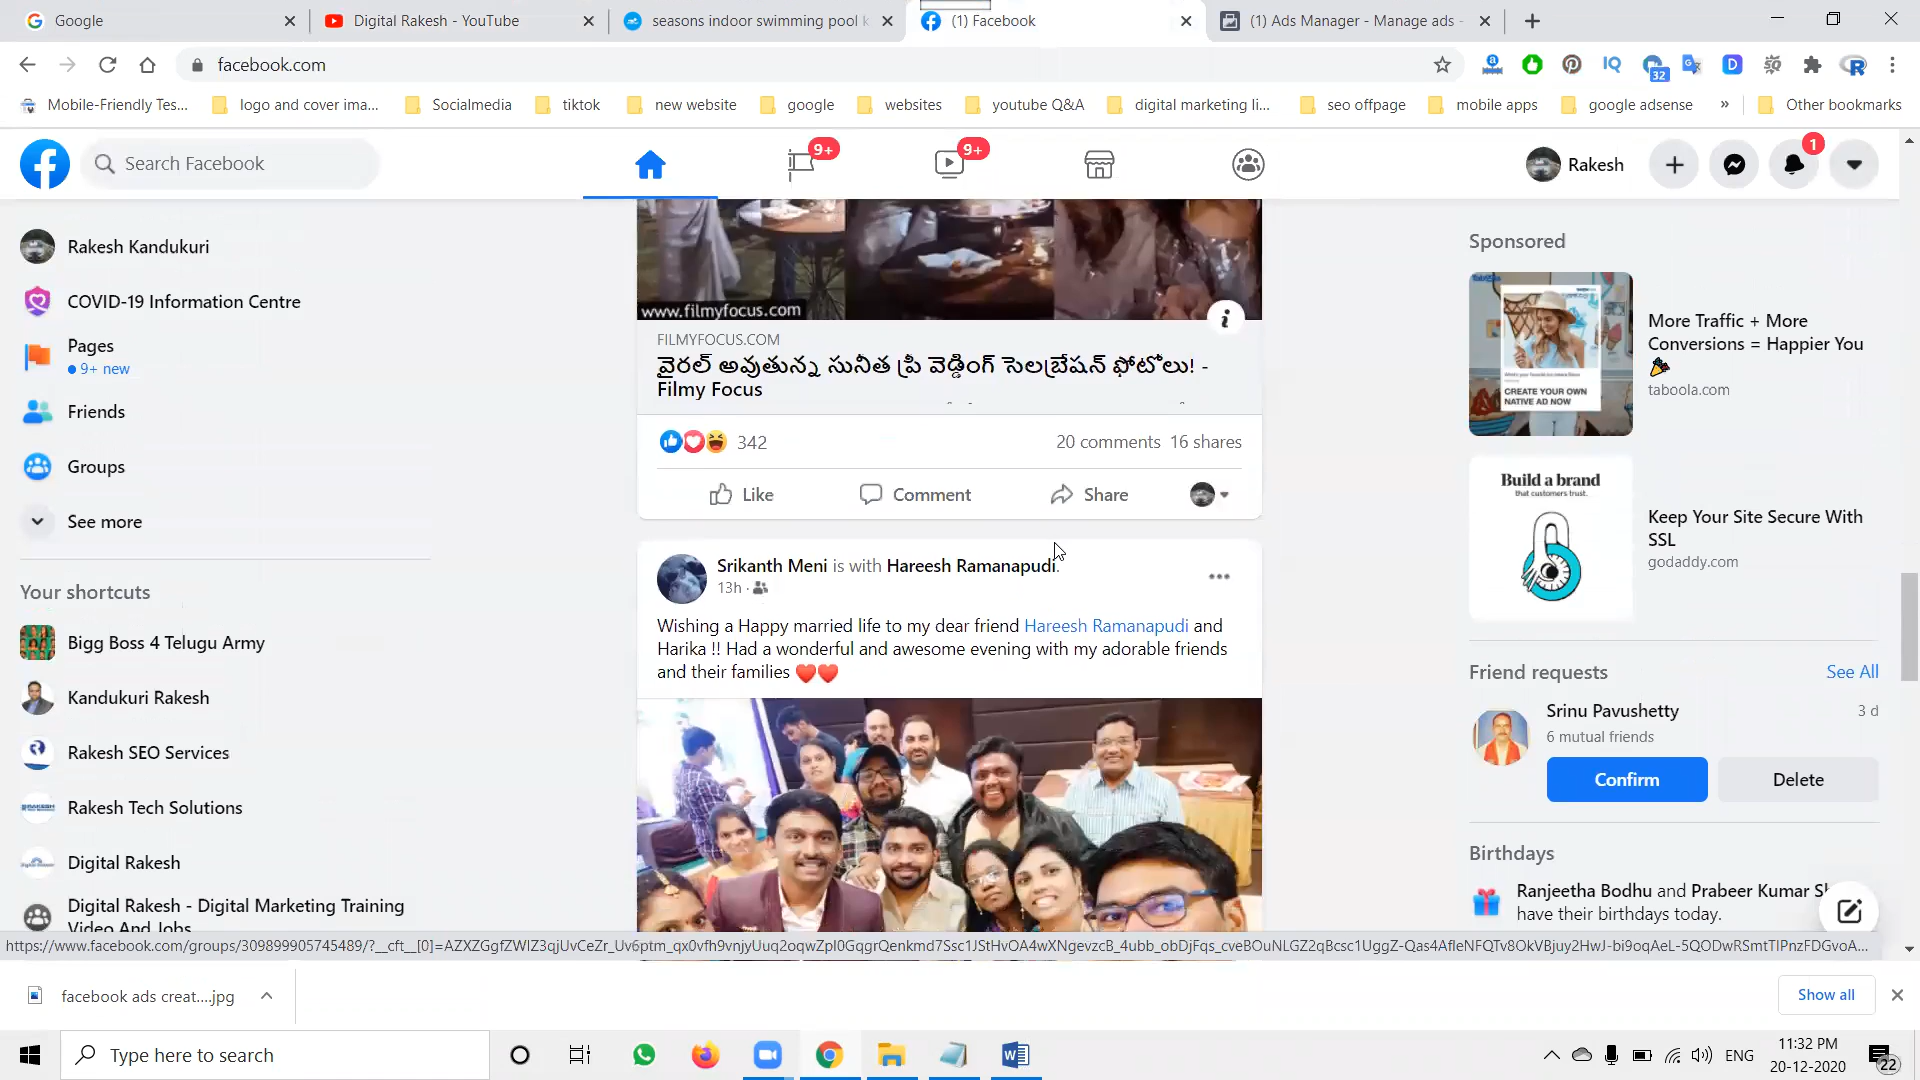 Google
Digital Rakesh - YouTube
seasons indoor swimming pool k
(1) Facebook
(1) Ads Manager - Manage ads -
facebook.com
32
Mobile-Friendly Tes...
logo and cover ima...
Socialmedia
tiktok
new website
google
websites
youtube Q&A
digital marketing li...
seo offpage
mobile apps
google adsense
»
Other bookmarks
Search Facebook
9+
9+
Rakesh
1
Rakesh Kandukuri
COVID-19 Information Centre
Pages
9+ new
Friends
Groups
See more
Your shortcuts
Bigg Boss 4 Telugu Army
Kandukuri Rakesh
Rakesh SEO Services
Rakesh Tech Solutions
Digital Rakesh
Digital Rakesh - Digital Marketing Training
Video And Jobs
www.filmyfocus.com
FILMYFOCUS.COM
వైరల్ అవుతున్న సునీత ప్రి వెడ్డింగ్ సెలబ్రేషన్ ఫోటోలు! -
Filmy Focus
342
20 comments 16 shares
Like
Comment
Share
Srikanth Meni is with Hareesh Ramanapudi.
13h ·
Wishing a Happy married life to my dear friend Hareesh Ramanapudi and
Harika !! Had a wonderful and awesome evening with my adorable friends
and their families ♥️♥️
Sponsored
CREATE YOUR OWN
NATIVE AD NOW
More Traffic + More
Conversions = Happier You
🎉
taboola.com
Build a brand
that customers trust.
Keep Your Site Secure With
SSL
godaddy.com
Friend requests
See All
Srinu Pavushetty
3 d
6 mutual friends
Confirm
Delete
Birthdays
Ranjeetha Bodhu and Prabeer Kumar
have their birthdays today.
facebook ads creat....jpg
Show all
Type here to search
ENG
11:32 PM
20-12-2020
22